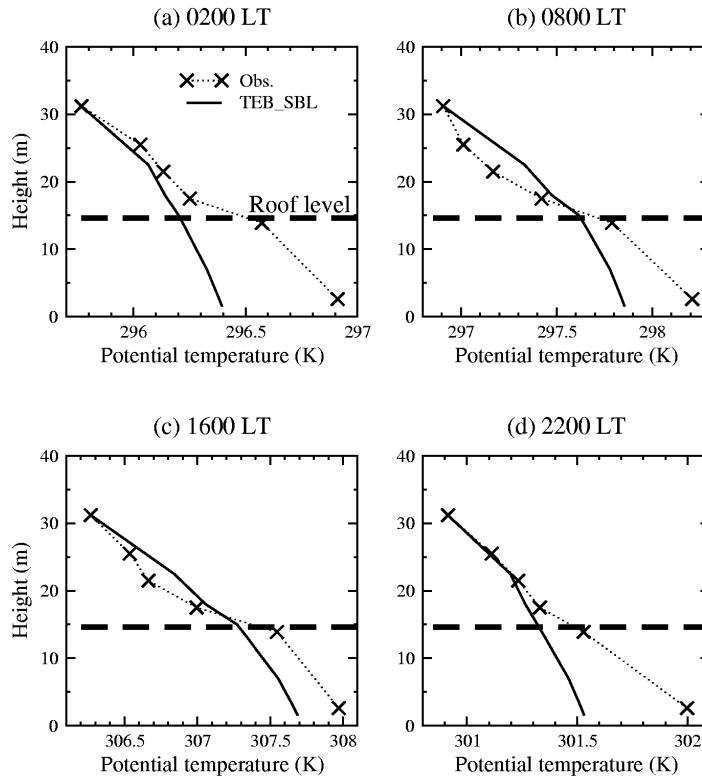 (a) 0200 LT
(b) 0800 LT
40
30
20
10
0
Height (m)
Obs.
TEB_SBL
Roof level
296
296.5
297
Potential temperature (K)
40
30
20
10
0
297
297.5
298
Potential temperature (K)
(c) 1600 LT
(d) 2200 LT
40
30
20
10
0
Height (m)
306.5
307
307.5
308
Potential temperature (K)
40
30
20
10
0
301
301.5
302
Potential temperature (K)